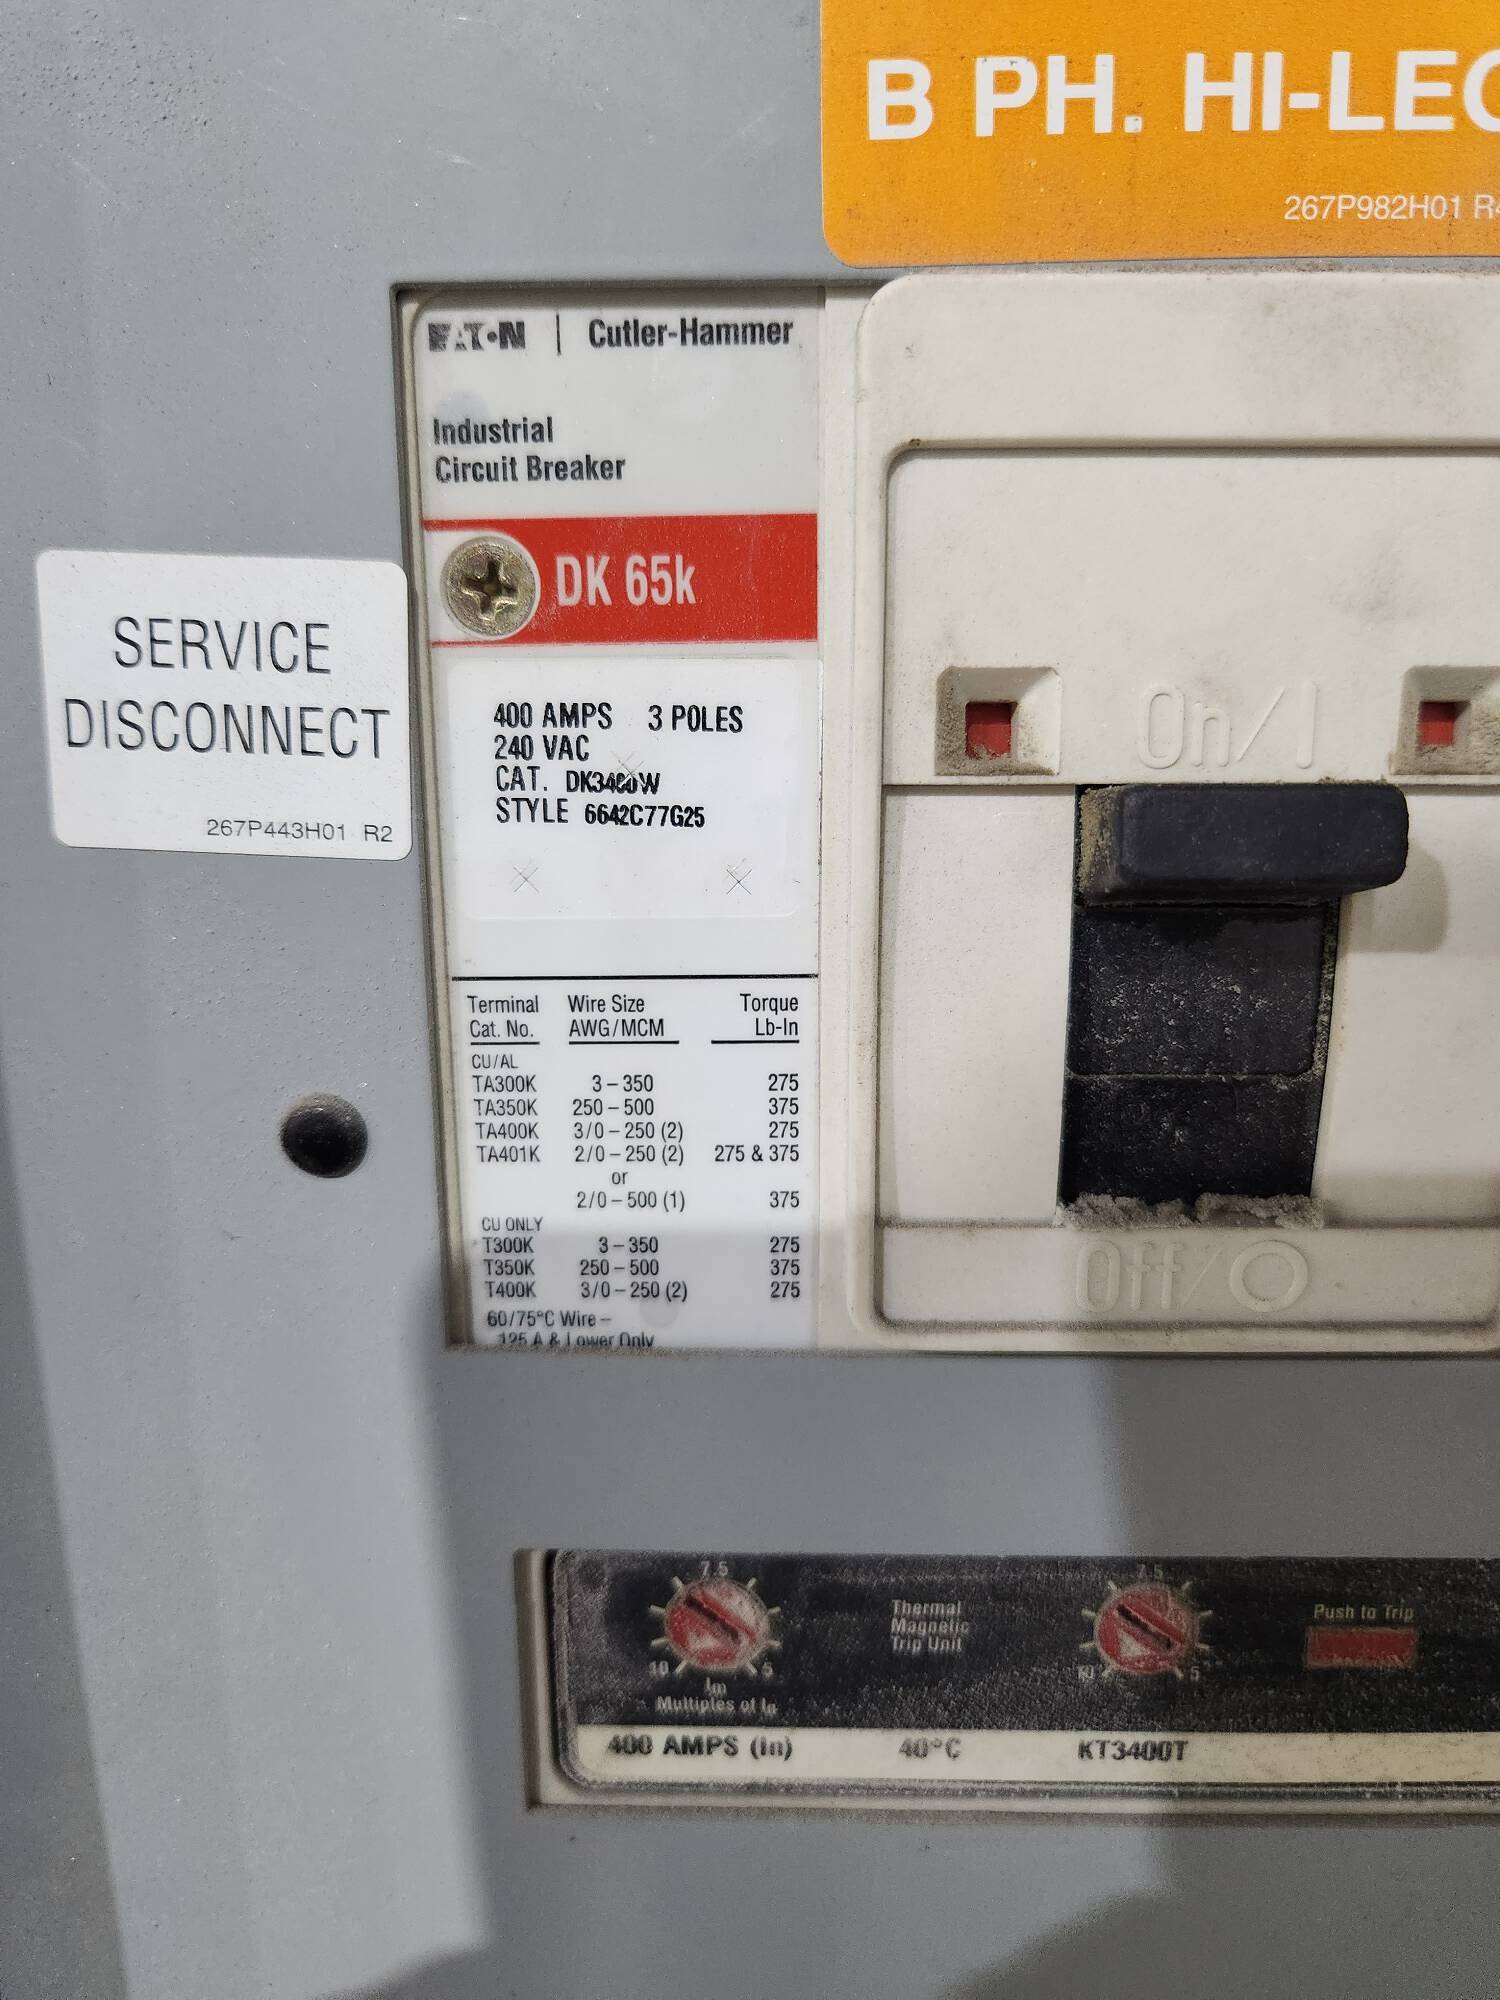 B PH. HI-LEG
267P982H01 R4
EATON | Cutler-Hammer
Industrial
Circuit Breaker
DK 65k
SERVICE
DISCONNECT
267P443H01 R2
400 AMPS 3 POLES
240 VAC
CAT. DK3400W
STYLE 6642C77G25
On/I
Terminal Wire Size Torque
Cat. No. AWG/MCM Lb-In
CU/AL
TA300K 3-350 275
TA350K 250-500 375
TA400K 3/0-250 (2) 275
TA401K 2/0-250 (2) 275 & 375
or
2/0-500 (1) 375
CU ONLY
T300K 3-350 275
T350K 250-500 375
T400K 3/0-250 (2) 275
60/75°C Wire-
125 A & Lower Only
Off/O
7.5
10 5
Im
Multiples of In
Thermal
Magnetic
Trip Unit
7.5
10 5
Push to Trip
400 AMPS (In) 40°C KT3400T